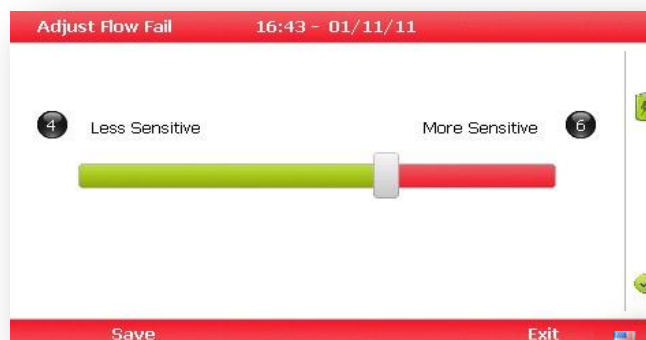 Adjust Flow Fail 16:43 - 01/11/11
4 Less Sensitive More Sensitive 6
Save Exit